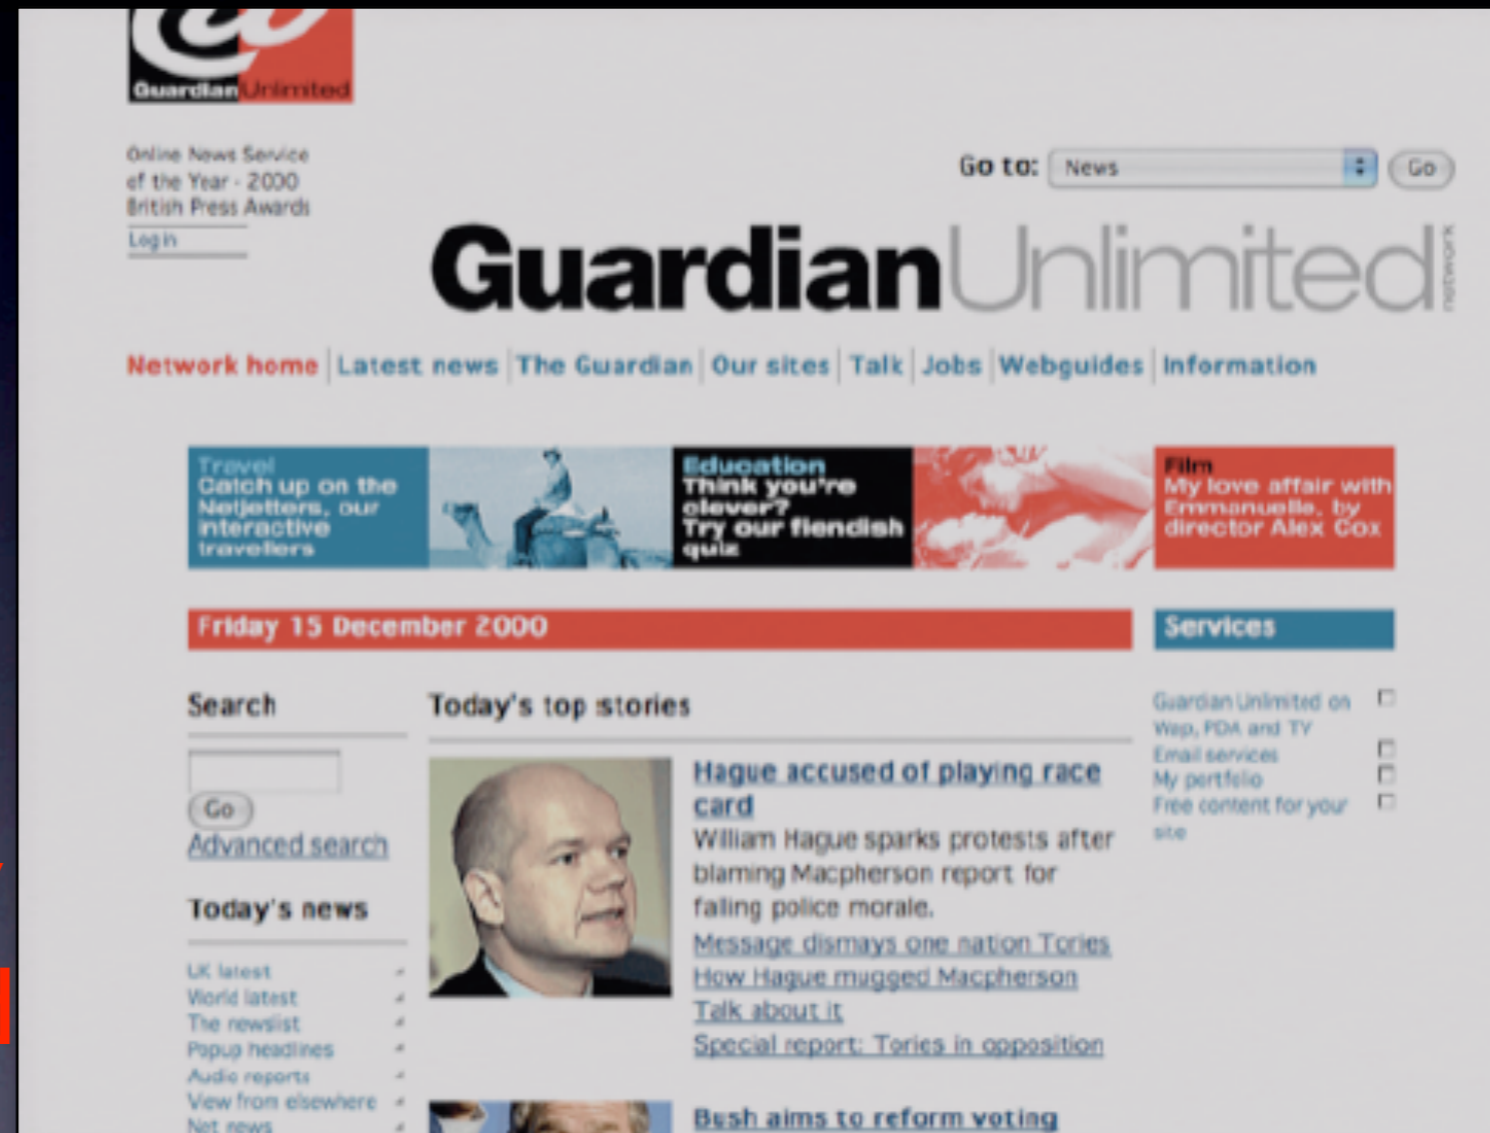 GuardianUnlimited
Online News Service
of the Year - 2000
British Press Awards
Login
Go to: News Go
GuardianUnlimited network
Network home Latest news The Guardian Our sites Talk Jobs Webguides Information
Travel
Catch up on the
Netjetters, our
interactive
travellers
Education
Think you're
clever?
Try our fiendish
quiz
Film
My love affair with
Emmanuelle, by
director Alex Cox
Friday 15 December 2000
Services
Search
Go
Advanced search
Today's news
UK latest
World latest
The newslist
Popup headlines
Audio reports
View from elsewhere
Net news
Today's top stories
Hague accused of playing race
card
William Hague sparks protests after
blaming Macpherson report for
falling police morale.
Message dismays one nation Tories
How Hague mugged Macpherson
Talk about it
Special report: Tories in opposition
Bush aims to reform voting
Guardian Unlimited on
Wap, PDA and TV
Email services
My portfolio
Free content for your
site